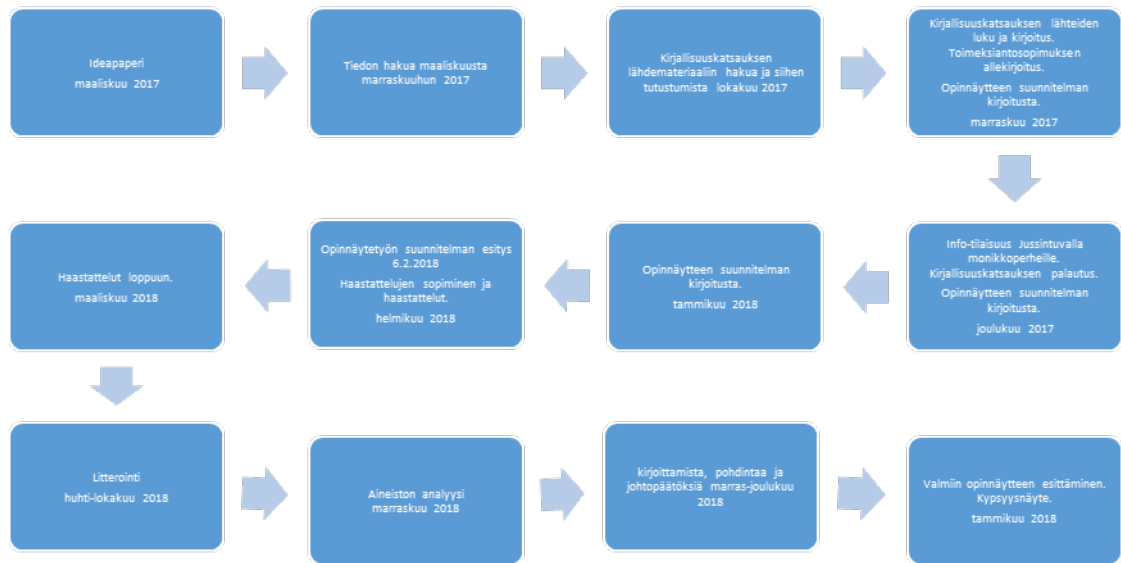 Ideapaperi
maaliskuu 2017
Tiedon hakua maaliskuusta
marraskuuhun 2017
Kirjallisuuskatsauksen
lähdemateriaaliin hakua ja siihen
tutustumista lokakuu 2017
Kirjallisuuskatsauksen lähteiden
luku ja kirjoitus.
Toimeksiantosopimuksen
allekirjoitus.
Opinnäytteen suunnitelman
kirjoitusta.
marraskuu 2017
Info-tilaisuus Jussintuvalla
monikkoperheille.
Kirjallisuuskatsauksen palautus.
Opinnäytteen suunnitelman
kirjoitusta.
joulukuu 2017
Opinnäytteen suunnitelman
kirjoitusta.
tammikuu 2018
Opinnäytetyön suunnitelman esitys
6.2.2018
Haastattelujen sopiminen ja
haastattelut.
helmikuu 2018
Haastattelut loppuun.
maaliskuu 2018
Litterointi
huhti-lokakuu 2018
Aineiston analyysi
marraskuu 2018
kirjoittamista, pohdintaa ja
johtopäätöksiä marras-joulukuu
2018
Valmiin opinnäytteen esittäminen.
Kypsyysnäyte.
tammikuu 2018